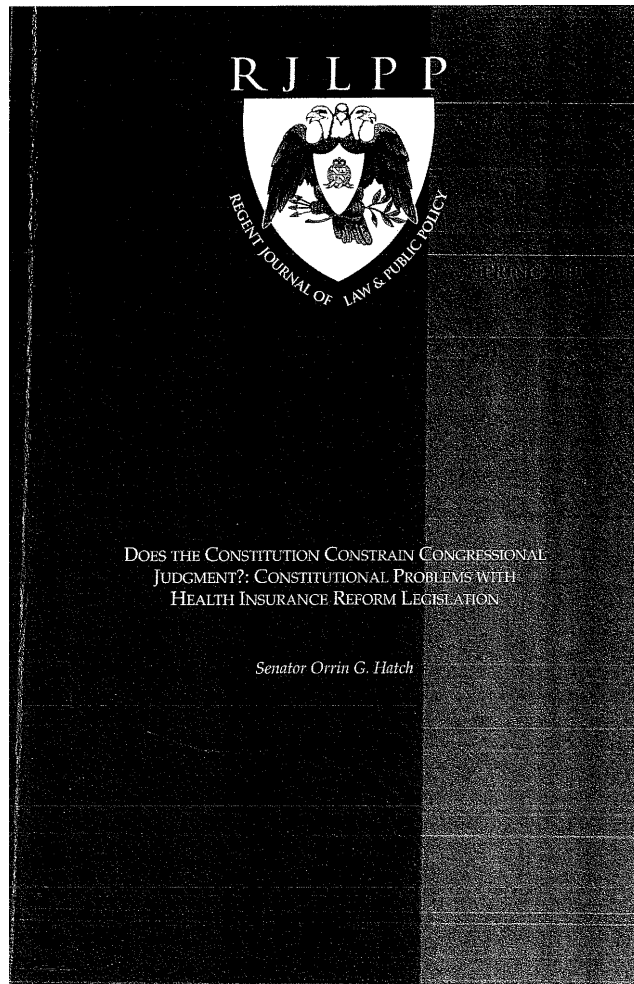 R J L P P
REGENT JOURNAL OF LAW & PUBLIC POLICY
DOES THE CONSTITUTION CONSTRAIN CONGRESSIONAL
JUDGMENT?: CONSTITUTIONAL PROBLEMS WITH
HEALTH INSURANCE REFORM LEGISLATION
Senator Orrin G. Hatch